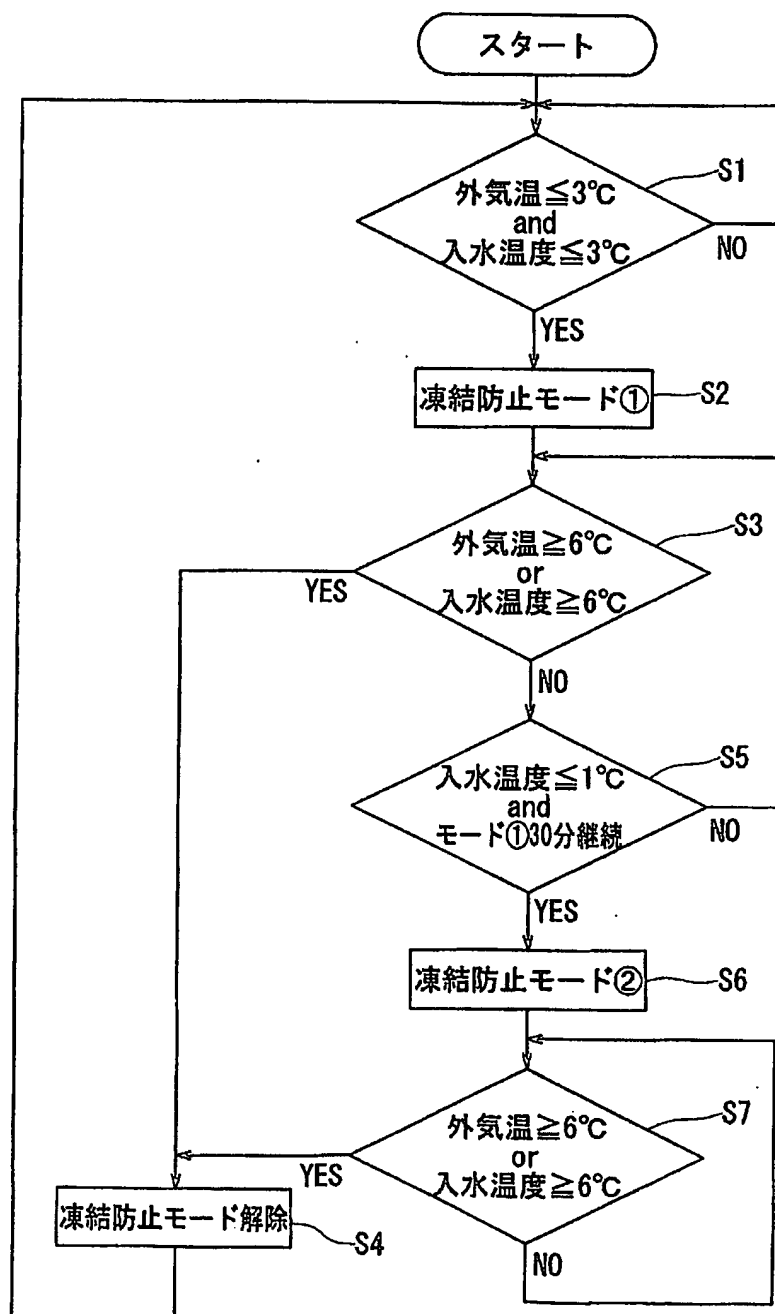 スタート
外気温≦3℃
and
入水温度≦3℃
S1
NO
YES
凍結防止モード①
S2
外気温≧6℃
or
入水温度≧6℃
S3
YES
NO
入水温度≦1℃
and
モード①30分継続
S5
NO
YES
凍結防止モード②
S6
外気温≧6℃
or
入水温度≧6℃
S7
YES
NO
凍結防止モード解除
S4